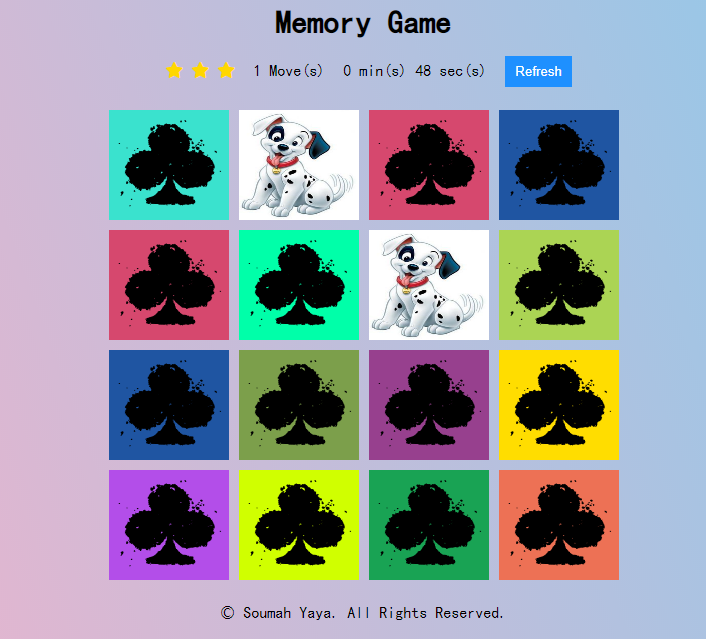 Memory Game
1 Move(s) 0 min(s) 48 sec(s) Refresh
© Soumah Yaya. All Rights Reserved.